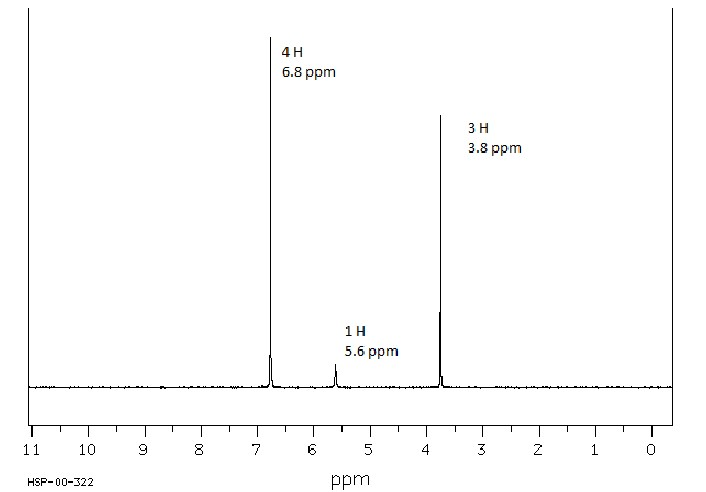 4 H
6.8 ppm
3 H
3.8 ppm
1 H
5.6 ppm
11 10 9 8 7 6 5 4 3 2 1 0
HSP-00-322
ppm